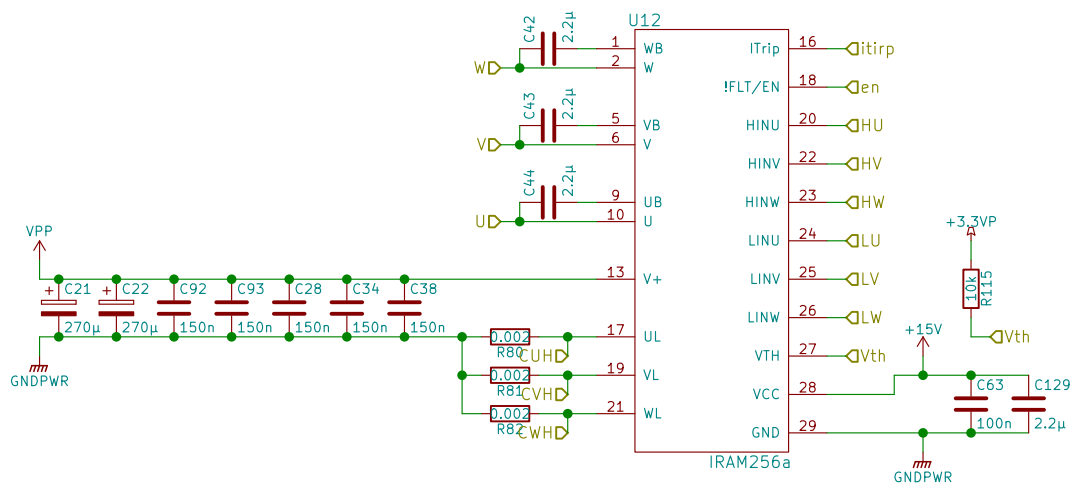 U12
C42
2.2µ
1
WB
W
2
W
C43
2.2µ
5
VB
V
6
V
C44
2.2µ
9
UB
U
10
U
16
ITrip
itirp
18
!FLT/EN
en
20
HINU
HU
22
HINV
HV
23
HINW
HW
24
LINU
LU
25
LINV
LV
26
LINW
LW
27
VTH
Vth
28
VCC
29
GND
VPP
13
V+
+
C21
270µ
+
C22
270µ
C92
150n
C93
150n
C28
150n
C34
150n
C38
150n
GNDPWR
0.002
R80
CUH
17
UL
0.002
R81
CVH
19
VL
0.002
R82
CWH
21
WL
IRAM256a
+3.3VP
10k
R115
Vth
+15V
C63
100n
C129
2.2µ
GNDPWR